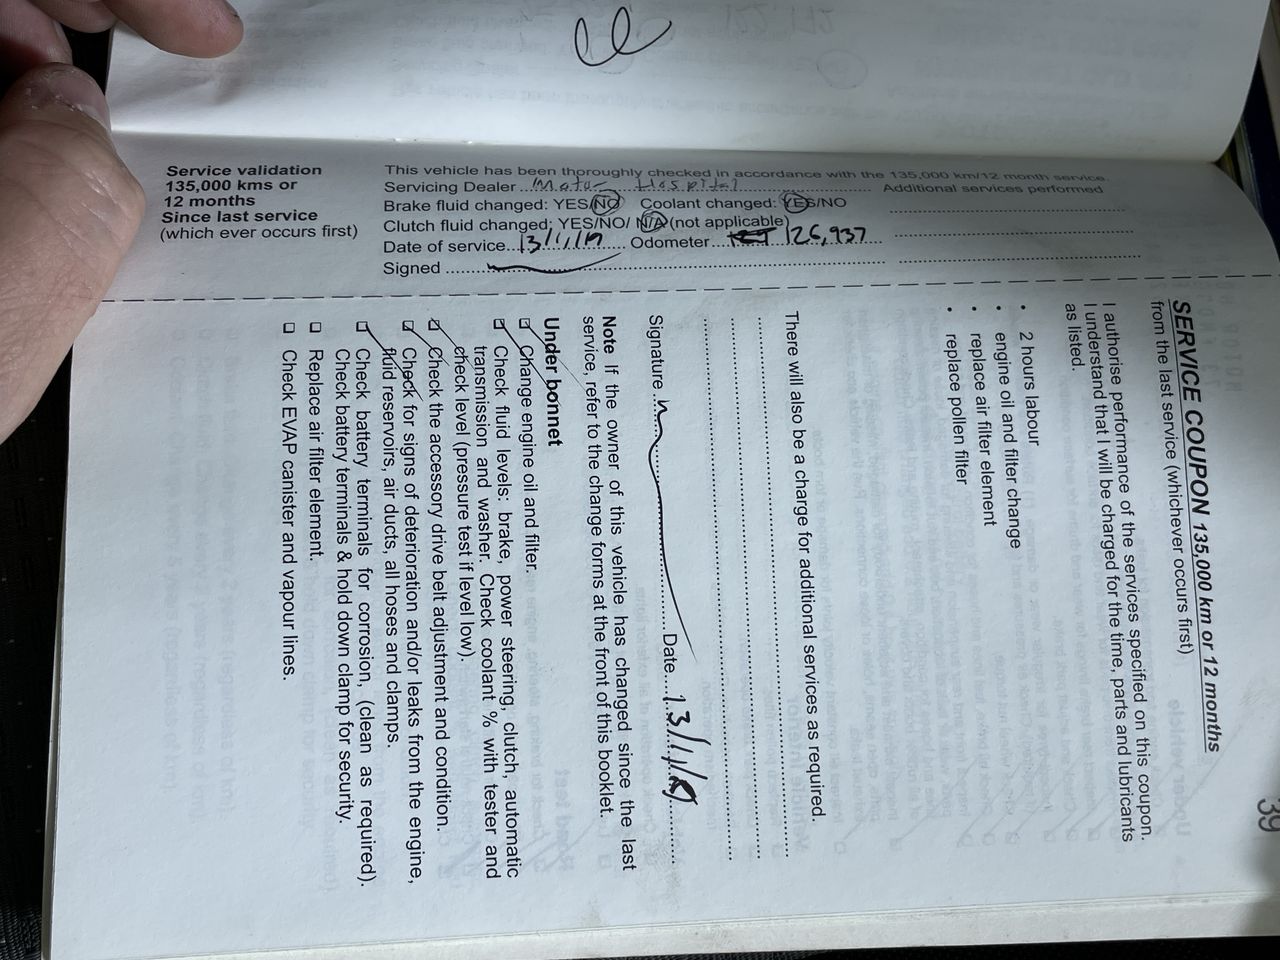 Service validation
135,000 kms or
12 months
Since last service
(which ever occurs first)
This vehicle has been thoroughly checked in accordance with the 135,000 km/12 month service.
Servicing Dealer Motor Hospital Additional services performed
Brake fluid changed: YES/NO Coolant changed: YES/NO
Clutch fluid changed: YES/NO/ N/A (not applicable)
Date of service 13/11/19 Odometer 126,937
Signed
39
SERVICE COUPON 135,000 km or 12 months
from the last service (whichever occurs first)
I authorise performance of the services specified on this coupon.
I understand that I will be charged for the time, parts and lubricants
as listed.
• 2 hours labour
• engine oil and filter change
• replace air filter element
• replace pollen filter
There will also be a charge for additional services as required.
Signature Date 13/11/19
Note If the owner of this vehicle has changed since the last
service, refer to the change forms at the front of this booklet.
Under bonnet
Change engine oil and filter.
Check fluid levels: brake, power steering, clutch, automatic
transmission and washer. Check coolant % with tester and
check level (pressure test if level low).
Check the accessory drive belt adjustment and condition.
Check for signs of deterioration and/or leaks from the engine,
fluid reservoirs, air ducts, all hoses and clamps.
Check battery terminals for corrosion, (clean as required).
Check battery terminals & hold down clamp for security.
Replace air filter element.
Check EVAP canister and vapour lines.